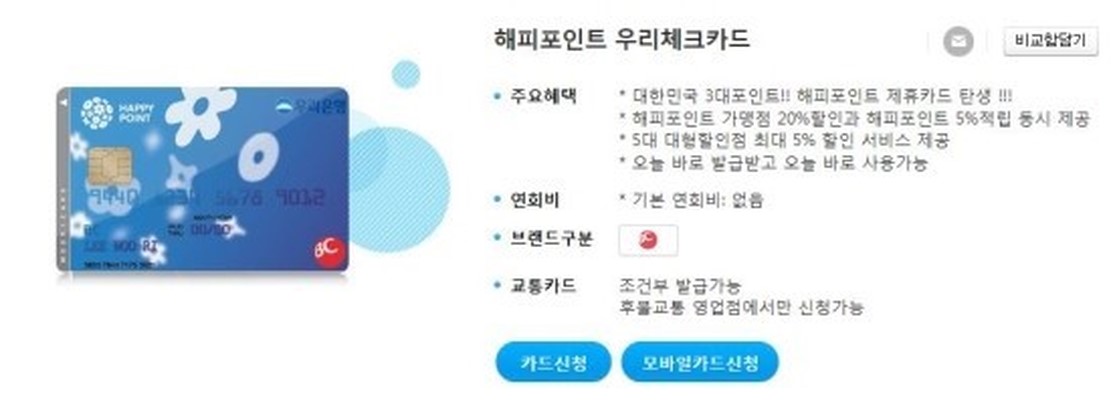 해피포인트 우리체크카드
비교함담기
HAPPY
POINT
우리은행
9012
LEE WOO RI
BC
주요혜택
* 대한민국 3대포인트!! 해피포인트 제휴카드 탄생 !!!
* 해피포인트 가맹점 20%할인과 해피포인트 5%적립 동시 제공
* 5대 대형할인점 최대 5% 할인 서비스 제공
* 오늘 바로 발급받고 오늘 바로 사용가능
연회비
* 기본 연회비: 없음
브랜드구분
교통카드
조건부 발급가능
후불교통 영업점에서만 신청가능
카드신청
모바일카드신청